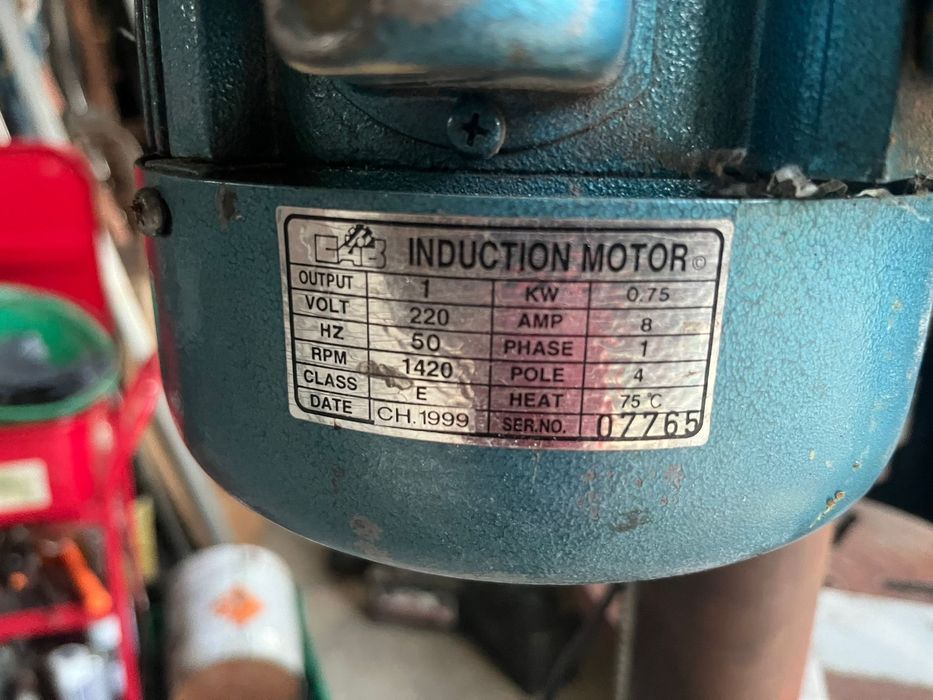 CAB INDUCTION MOTOR ©
OUTPUT 1 KW 0.75
VOLT 220 AMP 8
HZ 50 PHASE 1
RPM 1420 POLE 4
CLASS E HEAT 75 °C
DATE CH.1999 SER.NO. 07765